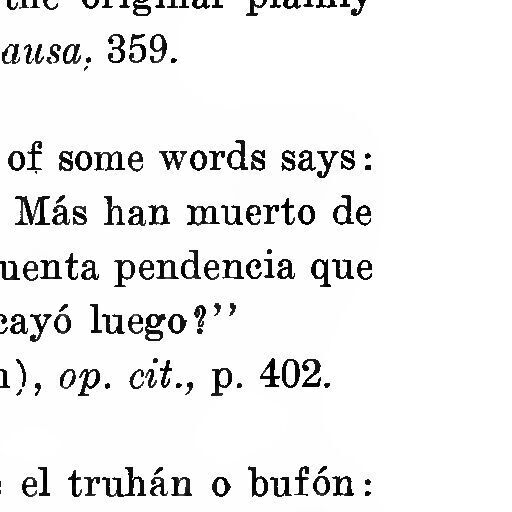 the original plainly
ausa, 359.
of some words says:
Más han muerto de
uenta pendencia que
cayó luego?’’
n), op. cit., p. 402.
e el truhán o bufón: